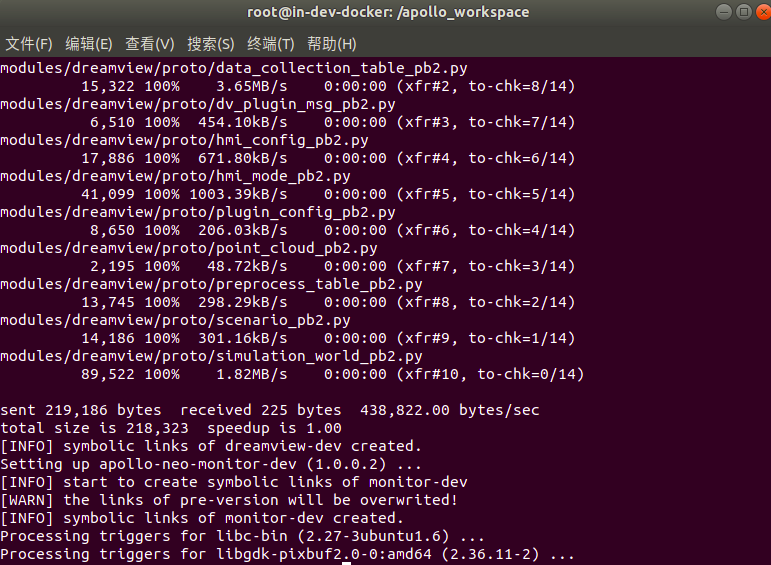 root@in-dev-docker: /apollo_workspace
文件(F) 编辑(E) 查看(V) 搜索(S) 终端(T) 帮助(H)
modules/dreamview/proto/data_collection_table_pb2.py
15,322 100% 3.65MB/s 0:00:00 (xfr#2, to-chk=8/14)
modules/dreamview/proto/dv_plugin_msg_pb2.py
6,510 100% 454.10kB/s 0:00:00 (xfr#3, to-chk=7/14)
modules/dreamview/proto/hmi_config_pb2.py
17,886 100% 671.80kB/s 0:00:00 (xfr#4, to-chk=6/14)
modules/dreamview/proto/hmi_mode_pb2.py
41,099 100% 1003.39kB/s 0:00:00 (xfr#5, to-chk=5/14)
modules/dreamview/proto/plugin_config_pb2.py
8,650 100% 206.03kB/s 0:00:00 (xfr#6, to-chk=4/14)
modules/dreamview/proto/point_cloud_pb2.py
2,195 100% 48.72kB/s 0:00:00 (xfr#7, to-chk=3/14)
modules/dreamview/proto/preprocess_table_pb2.py
13,745 100% 298.29kB/s 0:00:00 (xfr#8, to-chk=2/14)
modules/dreamview/proto/scenario_pb2.py
14,186 100% 301.16kB/s 0:00:00 (xfr#9, to-chk=1/14)
modules/dreamview/proto/simulation_world_pb2.py
89,522 100% 1.82MB/s 0:00:00 (xfr#10, to-chk=0/14)
sent 219,186 bytes received 225 bytes 438,822.00 bytes/sec
total size is 218,323 speedup is 1.00
[INFO] symbolic links of dreamview-dev created.
Setting up apollo-neo-monitor-dev (1.0.0.2) ...
[INFO] start to create symbolic links of monitor-dev
[WARN] the links of pre-version will be overwrited!
[INFO] symbolic links of monitor-dev created.
Processing triggers for libc-bin (2.27-3ubuntu1.6) ...
Processing triggers for libgdk-pixbuf2.0-0:amd64 (2.36.11-2) ...